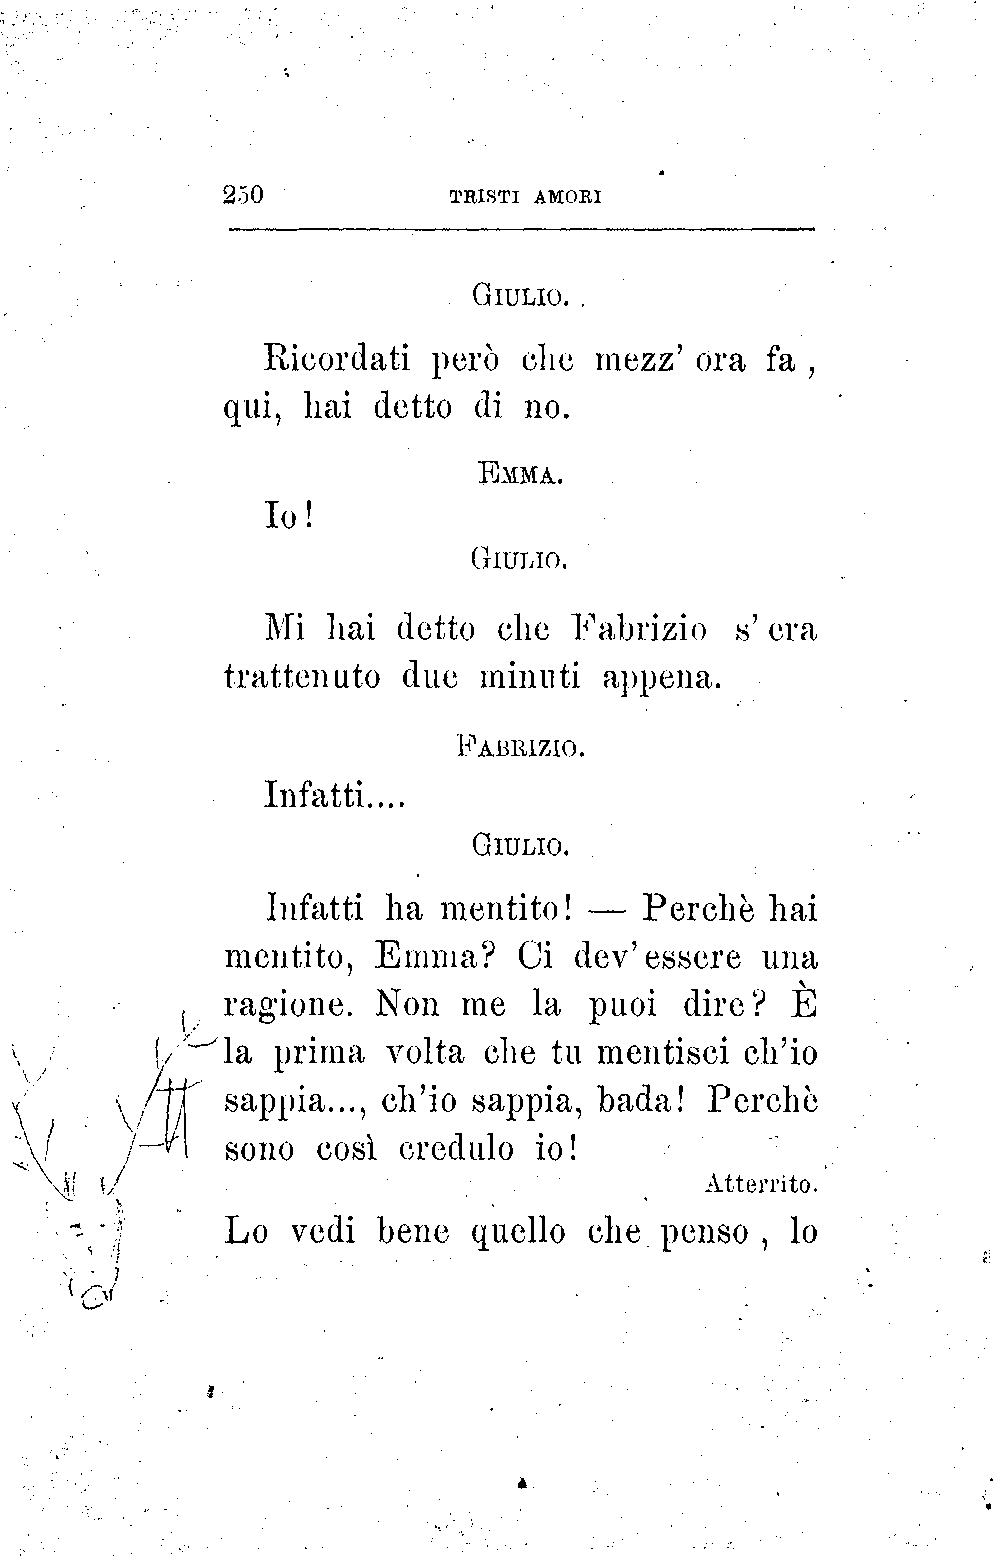 250 TRISTI AMORI
GIULIO.
Ricordati però che mezz' ora fa ,
qui, hai detto di no.
EMMA.
Io !
GIULIO.
Mi hai detto che Fabrizio s' era
trattenuto due minuti appena.
FABRIZIO.
Infatti....
GIULIO.
Infatti ha mentito! — Perchè hai
mentito, Emma? Ci dev' essere una
ragione. Non me la puoi dire? È
la prima volta che tu mentisci ch'io
sappia..., ch'io sappia, bada! Perchè
sono così credulo io!
Atterrito.
Lo vedi bene quello che penso , lo